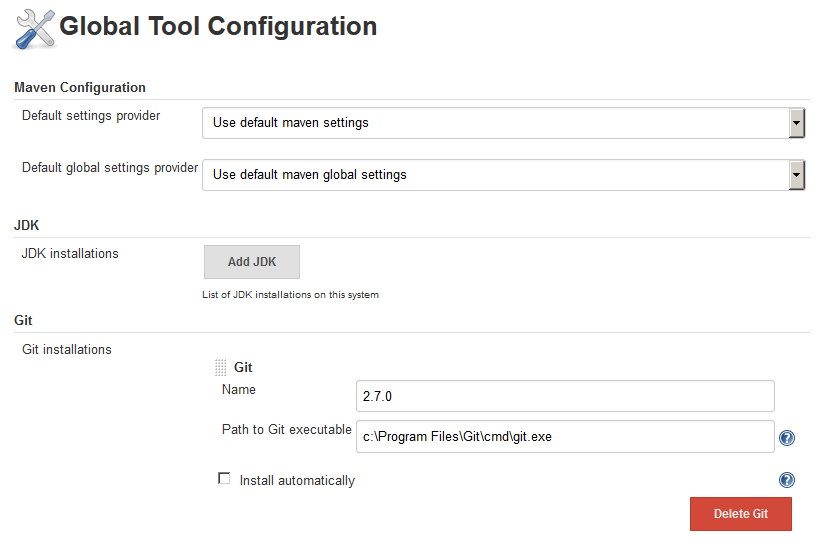 Global Tool Configuration
Maven Configuration
Default settings provider
Use default maven settings
Default global settings provider
Use default maven global settings
JDK
JDK installations
Add JDK
List of JDK installations on this system
Git
Git installations
Git
Name
2.7.0
Path to Git executable
c:\Program Files\Git\cmd\git.exe
?
Install automatically
?
Delete Git